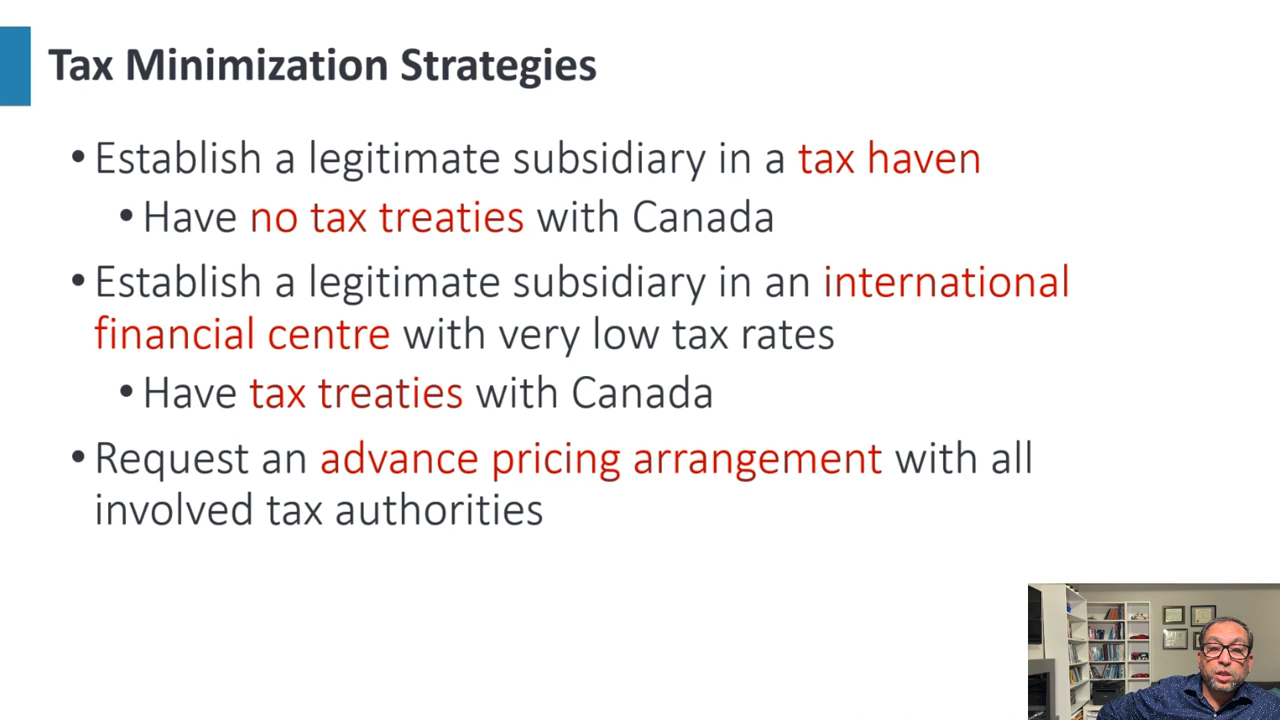 Tax Minimization Strategies
• Establish a legitimate subsidiary in a tax haven
• Have no tax treaties with Canada
• Establish a legitimate subsidiary in an international
financial centre with very low tax rates
• Have tax treaties with Canada
• Request an advance pricing arrangement with all
involved tax authorities